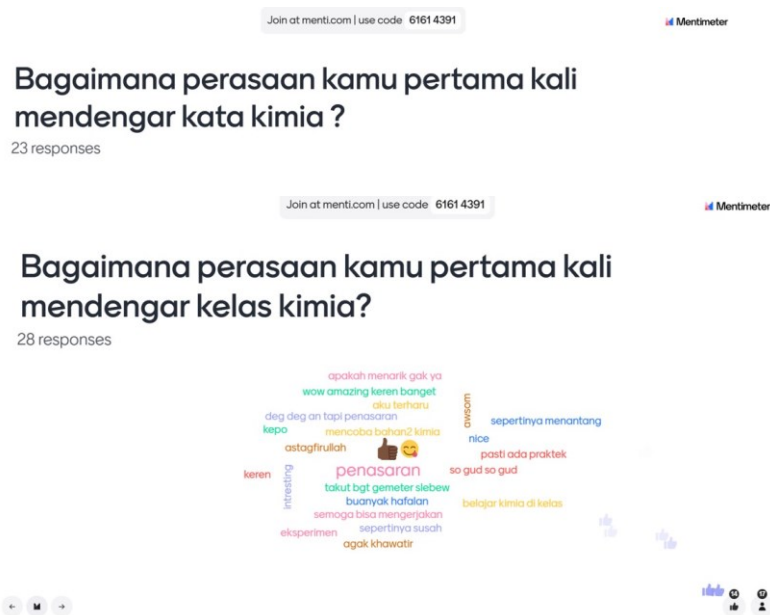 Join at menti.com | use code 6161 4391
Mentimeter
Bagaimana perasaan kamu pertama kali
mendengar kata kimia ?
23 responses
Join at menti.com | use code 6161 4391
Mentimeter
Bagaimana perasaan kamu pertama kali
mendengar kelas kimia?
28 responses
apakah menarik gak ya
wow amazing keren banget
aku terharu
awsom
deg deg an tapi penasaran
sepertinya menantang
kepo
mencoba bahan2 kimia
nice
astagfirullah
pasti ada praktek
penasaran
so gud so gud
keren
intresting
takut bgt gemeter slebew
buanyak hafalan
belajar kimia di kelas
semoga bisa mengerjakan
eksperimen
sepertinya susah
agak khawatir
14
17